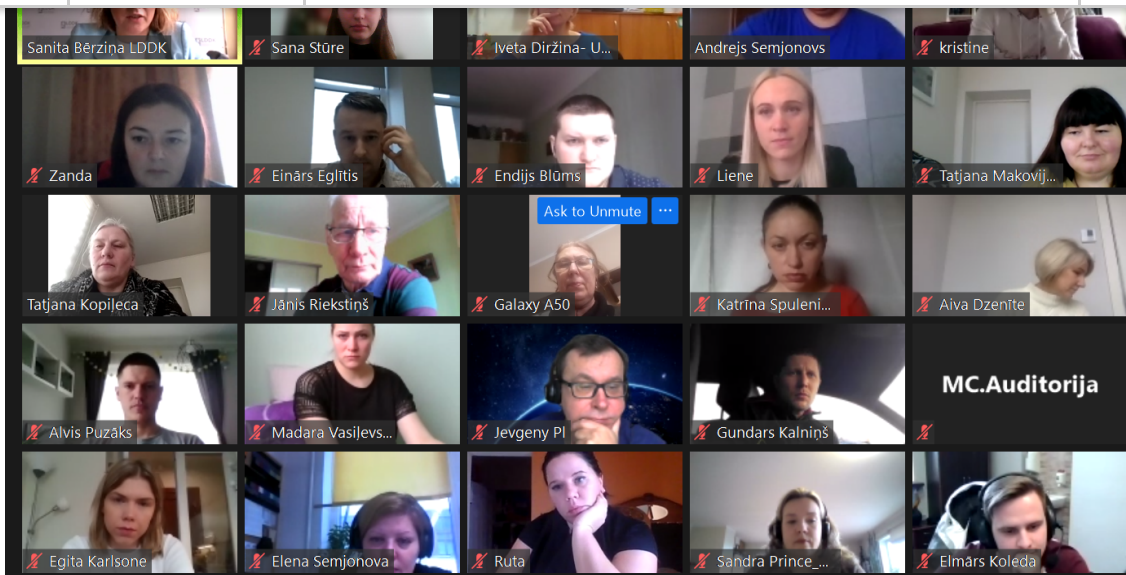 Sanita Bērziņa LDDK
Sana Stūre
Iveta Diržina- U...
Andrejs Semjonovs
kristine
Zanda
Einārs Eglītis
Endijs Blūms
Liene
Tatjana Makovij...
Tatjana Kopiļeca
Jānis Riekstiņš
Ask to Unmute ...
Galaxy A50
Katrīna Spuleni...
Aiva Dzenīte
Alvis Puzāks
Madara Vasiļevs...
Jevgeny Pl
Gundars Kalniņš
MC.Auditorija
Egita Karlsone
Elena Semjonova
Ruta
Sandra Prince_...
Elmārs Koleda